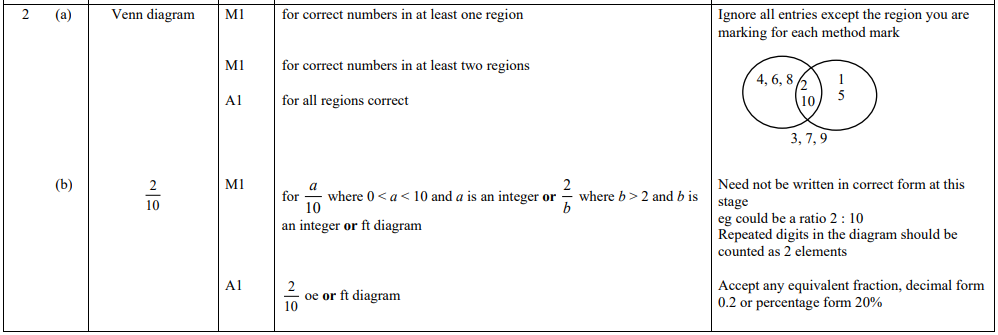 2 (a) Venn diagram M1 for correct numbers in at least one region Ignore all entries except the region you are
marking for each method mark
M1 for correct numbers in at least two regions
A1 for all regions correct
4, 6, 8 2 1
10 5
3, 7, 9
(b) 2/10 M1 for a/10 where 0 < a < 10 and a is an integer or 2/b where b > 2 and b is
an integer or ft diagram
Need not be written in correct form at this
stage
eg could be a ratio 2 : 10
Repeated digits in the diagram should be
counted as 2 elements
A1 2/10 oe or ft diagram Accept any equivalent fraction, decimal form
0.2 or percentage form 20%